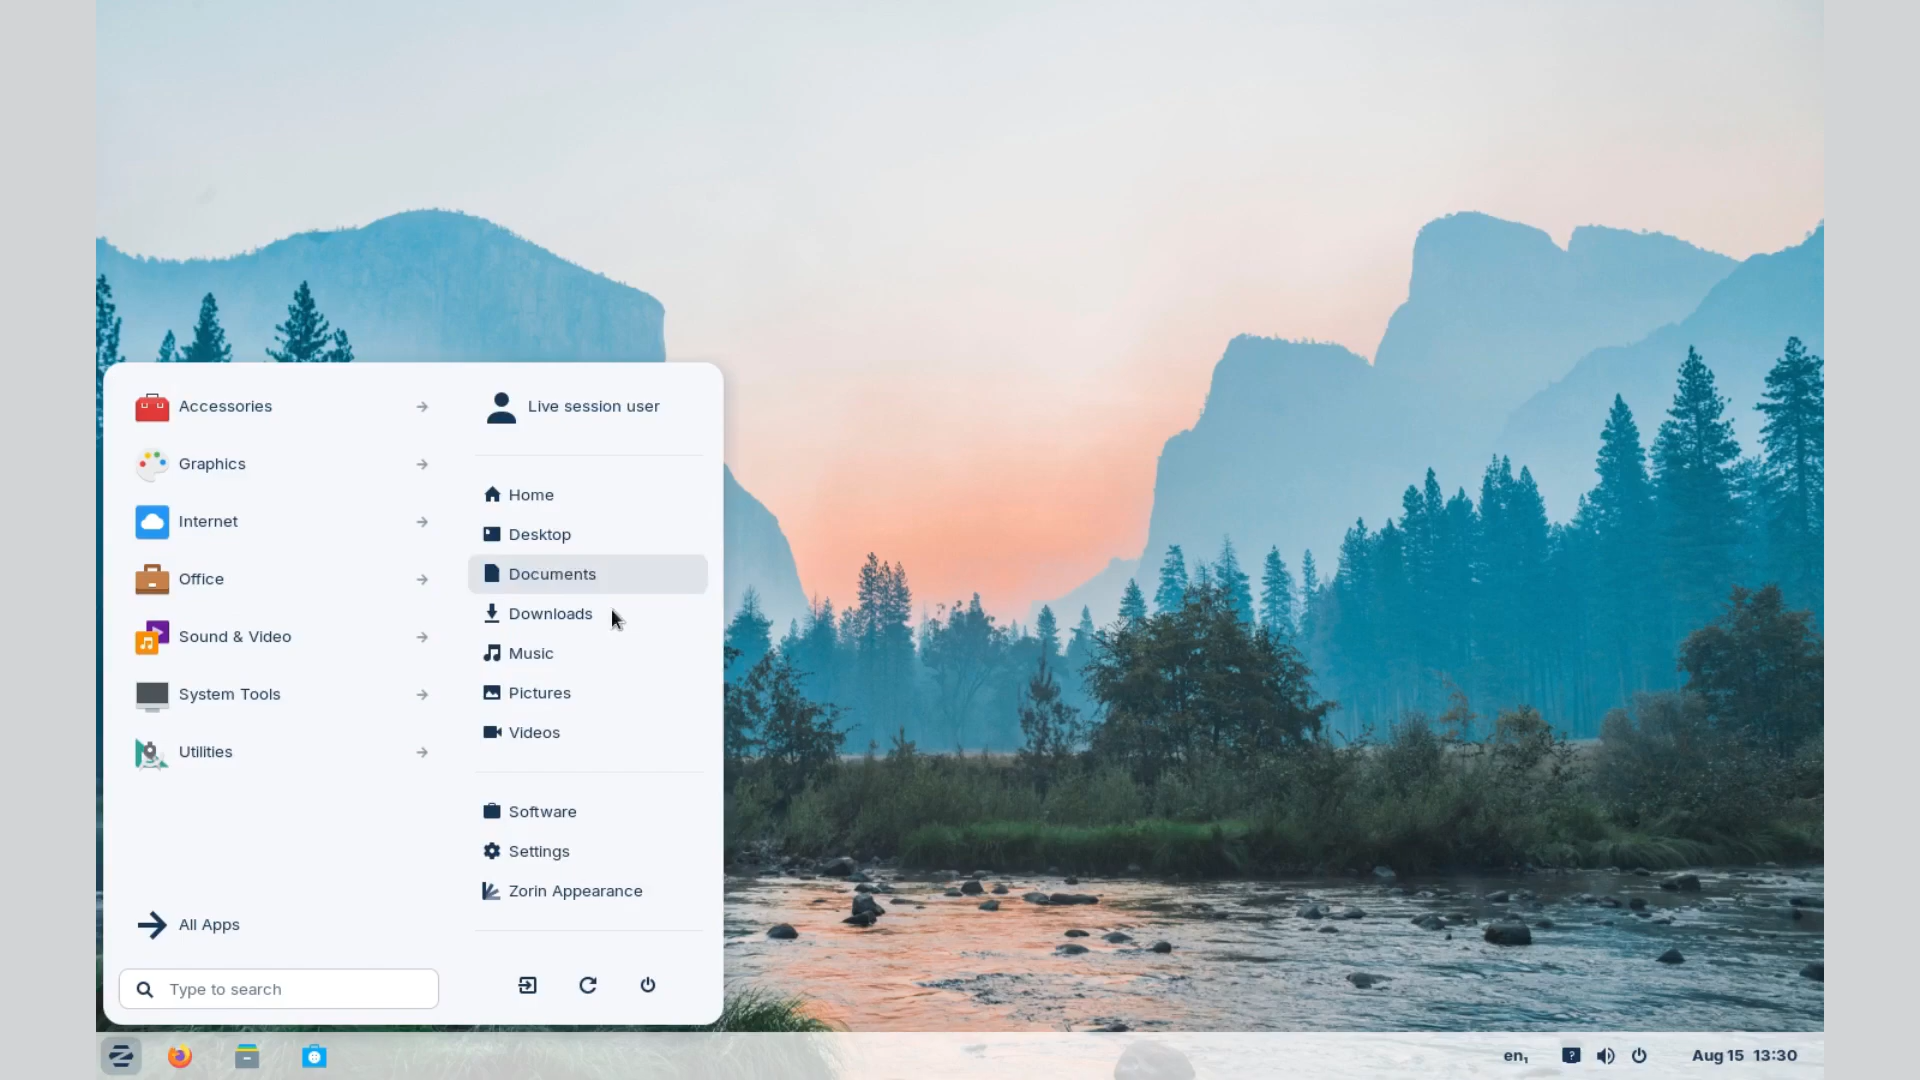 Accessories
Graphics
Internet
Office
Sound & Video
System Tools
Utilities
All Apps
Type to search
Live session user
Home
Desktop
Documents
Downloads
Music
Pictures
Videos
Software
Settings
Zorin Appearance
en₁
?
Aug 15 13:30